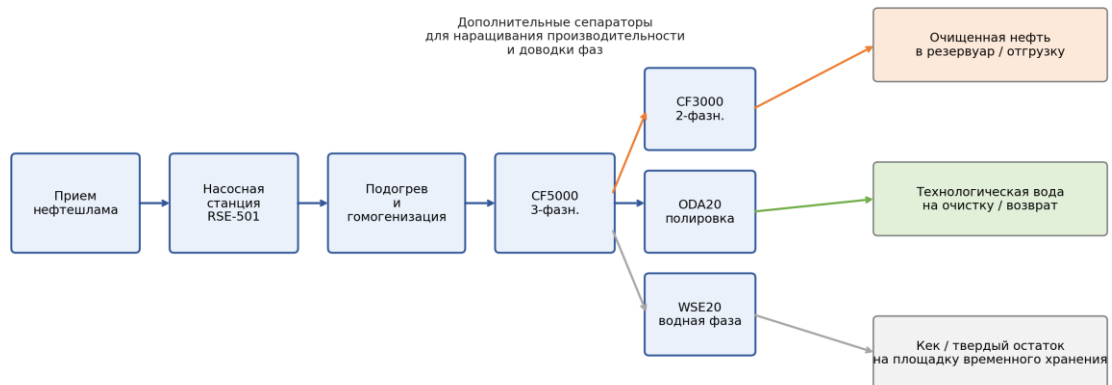 Дополнительные сепараторы
для наращивания производительности
и доводки фаз
Прием
нефтешлама
Насосная
станция
RSE-501
Подогрев
и
гомогенизация
CF5000
3-фазн.
CF3000
2-фазн.
ODA20
полировка
WSE20
водная фаза
Очищенная нефть
в резервуар / отгрузку
Технологическая вода
на очистку / возврат
Кек / твердый остаток
на площадку временного хранения